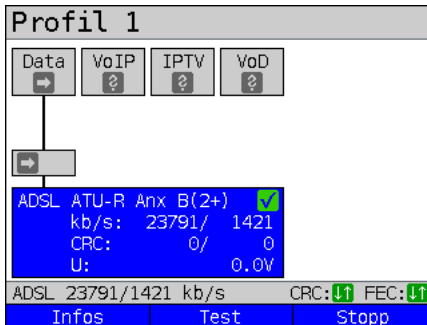 Profil 1
Data VoIP IPTV VoD
? ? ?
ADSL ATU-R Anx B(2+)
kb/s: 23791/ 1421
CRC: 0/ 0
U: 0.0V
ADSL 23791/1421 kb/s CRC: FEC:
Infos Test Stopp